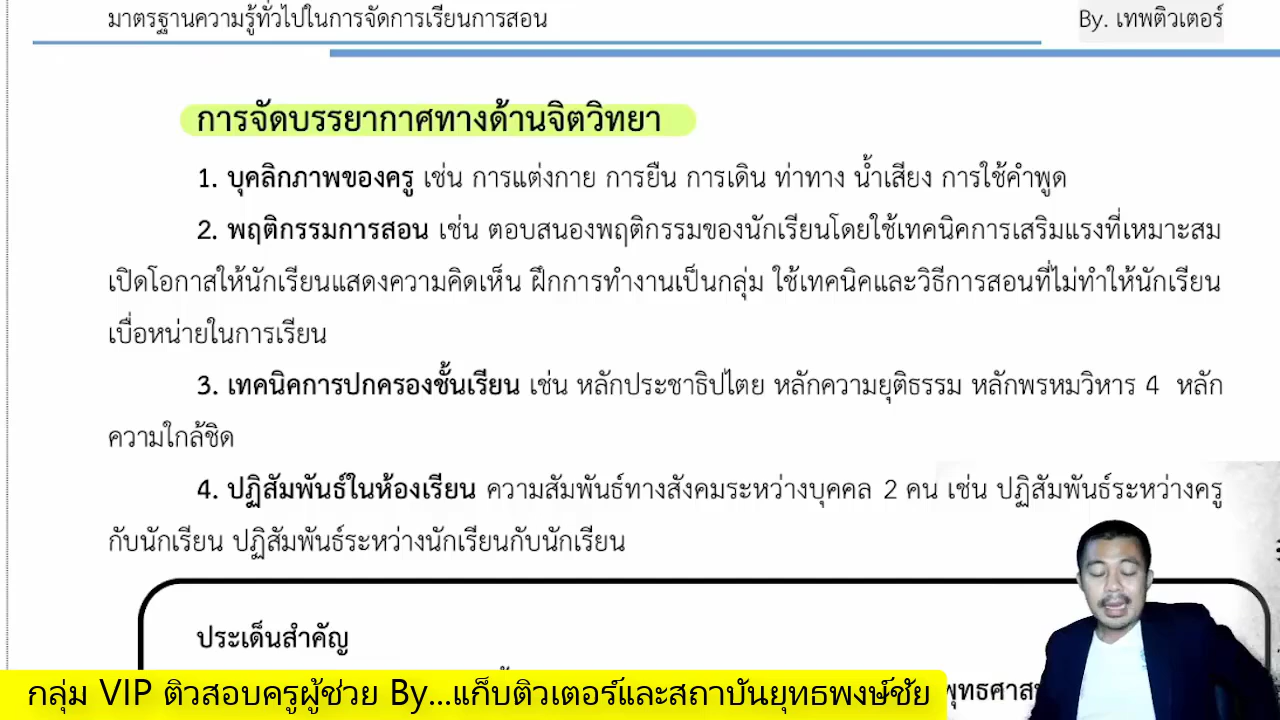 มาตรฐานความรู้ทั่วไปในการจัดการเรียนการสอน By. เทพติวเตอร์
การจัดบรรยากาศทางด้านจิตวิทยา
1. บุคลิกภาพของครู เช่น การแต่งกาย การยืน การเดิน ท่าทาง น้ำเสียง การใช้คำพูด
2. พฤติกรรมการสอน เช่น ตอบสนองพฤติกรรมของนักเรียนโดยใช้เทคนิคการเสริมแรงที่เหมาะสม
เปิดโอกาสให้นักเรียนแสดงความคิดเห็น ฝึกการทำงานเป็นกลุ่ม ใช้เทคนิคและวิธีการสอนที่ไม่ทำให้นักเรียน
เบื่อหน่ายในการเรียน
3. เทคนิคการปกครองชั้นเรียน เช่น หลักประชาธิปไตย หลักความยุติธรรม หลักพรหมวิหาร 4 หลัก
ความใกล้ชิด
4. ปฏิสัมพันธ์ในห้องเรียน ความสัมพันธ์ทางสังคมระหว่างบุคคล 2 คน เช่น ปฏิสัมพันธ์ระหว่างครู
กับนักเรียน ปฏิสัมพันธ์ระหว่างนักเรียนกับนักเรียน
ประเด็นสำคัญ
กลุ่ม VIP ติวสอบครูผู้ช่วย By...แก็บติวเตอร์และสถาบันยุทธพงษ์ชัย